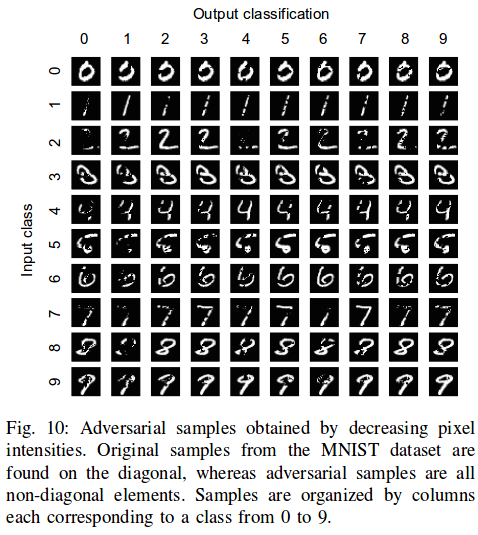 Output classification
0 1 2 3 4 5 6 7 8 9
Input class
0
1
2
3
4
5
6
7
8
9
Fig. 10: Adversarial samples obtained by decreasing pixel
intensities. Original samples from the MNIST dataset are
found on the diagonal, whereas adversarial samples are all
non-diagonal elements. Samples are organized by columns
each corresponding to a class from 0 to 9.